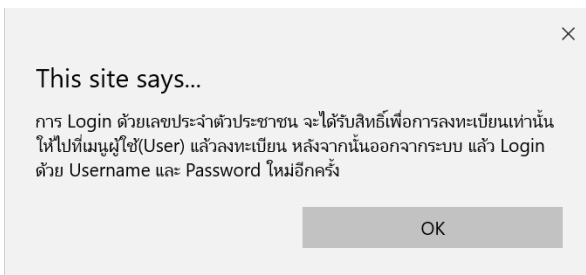 This site says...
การ Login ด้วยเลขประจำตัวประชาชน จะได้รับสิทธิ์เพื่อการลงทะเบียนเท่านั้น
ให้ไปที่เมนูผู้ใช้(User) แล้วลงทะเบียน หลังจากนั้นออกจากระบบ แล้ว Login
ด้วย Username และ Password ใหม่อีกครั้ง
OK